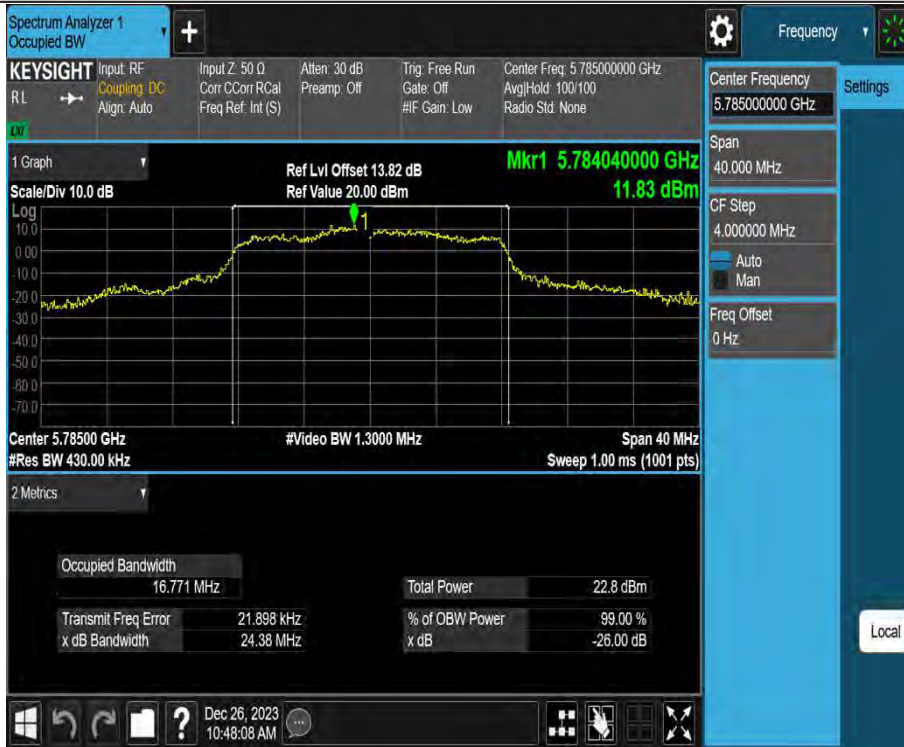 Spectrum Analyzer 1
Occupied BW
+
Frequency
KEYSIGHT
RL
LXI
Input: RF
Coupling: DC
Align: Auto
Input Z: 50 Ω
Corr CCorr RCal
Freq Ref: Int (S)
Atten: 30 dB
Preamp: Off
Trig: Free Run
Gate: Off
#IF Gain: Low
Center Freq: 5.785000000 GHz
Avg|Hold: 100/100
Radio Std: None
Center Frequency
5.785000000 GHz
Settings
Span
40.000 MHz
CF Step
4.000000 MHz
Auto
Man
Freq Offset
0 Hz
1 Graph
Scale/Div 10.0 dB
Ref Lvl Offset 13.82 dB
Ref Value 20.00 dBm
Mkr1 5.784040000 GHz
11.83 dBm
Log
1
10.0
0.00
-10.0
-20.0
-30.0
-40.0
-50.0
-60.0
-70.0
Center 5.78500 GHz
#Video BW 1.3000 MHz
Span 40 MHz
#Res BW 430.00 kHz
Sweep 1.00 ms (1001 pts)
2 Metrics
Occupied Bandwidth
16.771 MHz
Total Power 22.8 dBm
Transmit Freq Error 21.898 kHz
% of OBW Power 99.00 %
x dB Bandwidth 24.38 MHz
x dB -26.00 dB
Local
?
Dec 26, 2023
10:48:08 AM